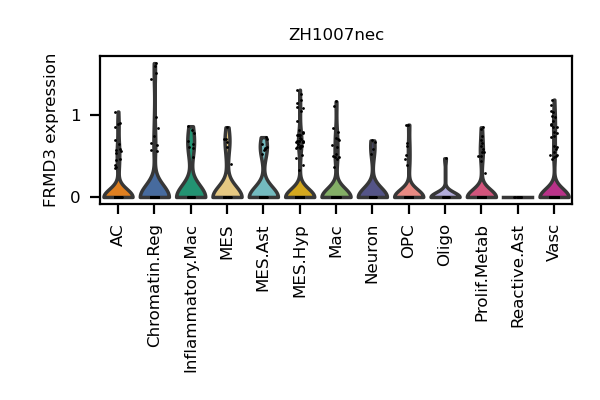 ZH1007nec
FRMD3 expression
1
0
AC
Chromatin.Reg
Inflammatory.Mac
MES
MES.Ast
MES.Hyp
Mac
Neuron
OPC
Oligo
Prolif.Metab
Reactive.Ast
Vasc